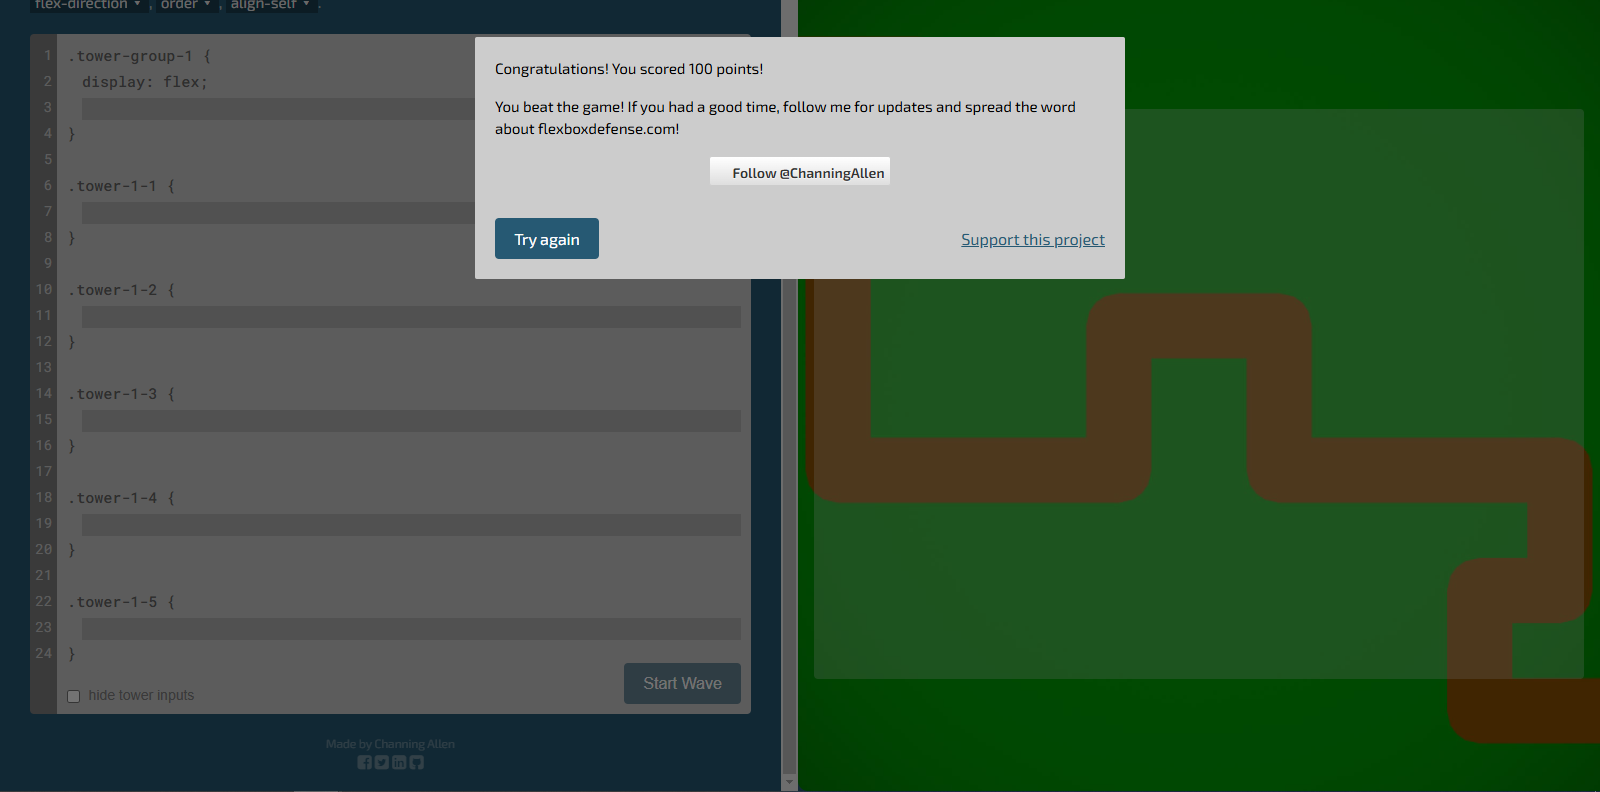 flex-direction ▾ , order ▾ , align-self ▾ .
1 .tower-group-1 {
2 display: flex;
3
4 }
5
6 .tower-1-1 {
7
8 }
9
10 .tower-1-2 {
11
12 }
13
14 .tower-1-3 {
15
16 }
17
18 .tower-1-4 {
19
20 }
21
22 .tower-1-5 {
23
24 }
hide tower inputs
Start Wave
Made by Channing Allen
Congratulations! You scored 100 points!
You beat the game! If you had a good time, follow me for updates and spread the word
about flexboxdefense.com!
Follow @ChanningAllen
Try again
Support this project